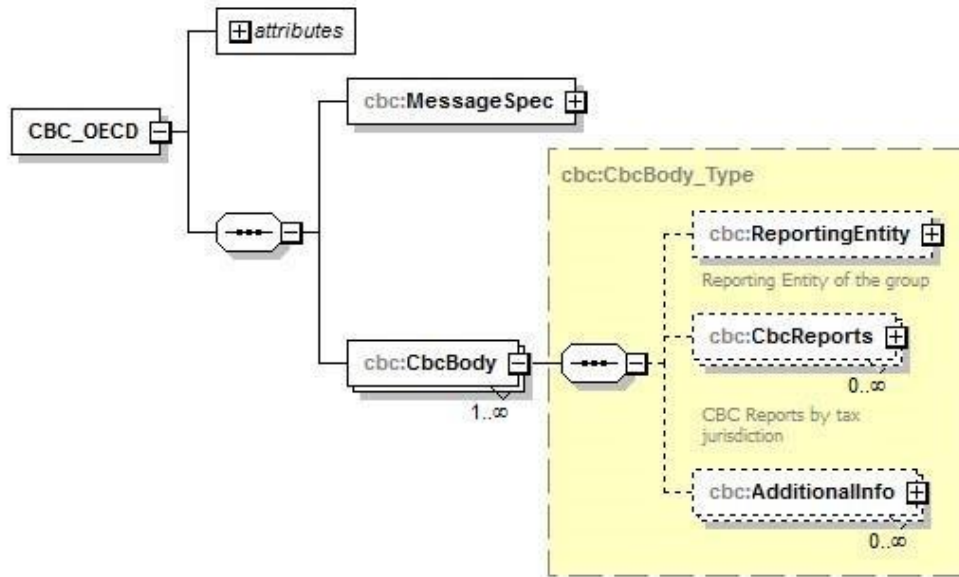 attributes
cbc:MessageSpec
CBC_OECD
cbc:CbcBody_Type
cbc:ReportingEntity
Reporting Entity of the group
cbc:CbcReports
0..∞
cbc:CbcBody
1..∞
CBC Reports by tax
jurisdiction
cbc:AdditionalInfo
0..∞